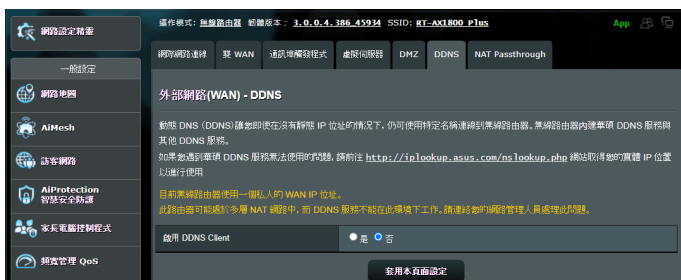 網路設定精靈
操作模式: 無線路由器 韌體版本: 3.0.0.4.386_45934 SSID: RT-AX1800 Plus App
一般設定
網路地圖
AiMesh
訪客網路
AiProtection
智慧安全防護
家長電腦控制程式
頻寬管理 QoS
網際網路連線 雙 WAN 通訊埠觸發程式 虛擬伺服器 DMZ DDNS NAT Passthrough
外部網路(WAN) - DDNS
動態 DNS (DDNS)讓您即使在沒有靜態 IP 位址的情況下，仍可使用特定名稱連線到無線路由器。無線路由器內建華碩 DDNS 服務與
其他 DDNS 服務。
如果您遇到華碩 DDNS 服務無法使用的問題，請前往 http://iplookup.asus.com/nslookup.php 網站取得您的實體 IP 位置
以進行使用
目前無線路由器使用一個私人的 WAN IP 位址。
此路由器可能處於多層 NAT 網路中，而 DDNS 服務不能在此環境下工作。請連絡您的網路管理人員處理此問題。
啟用 DDNS Client 是 否
套用本頁面設定